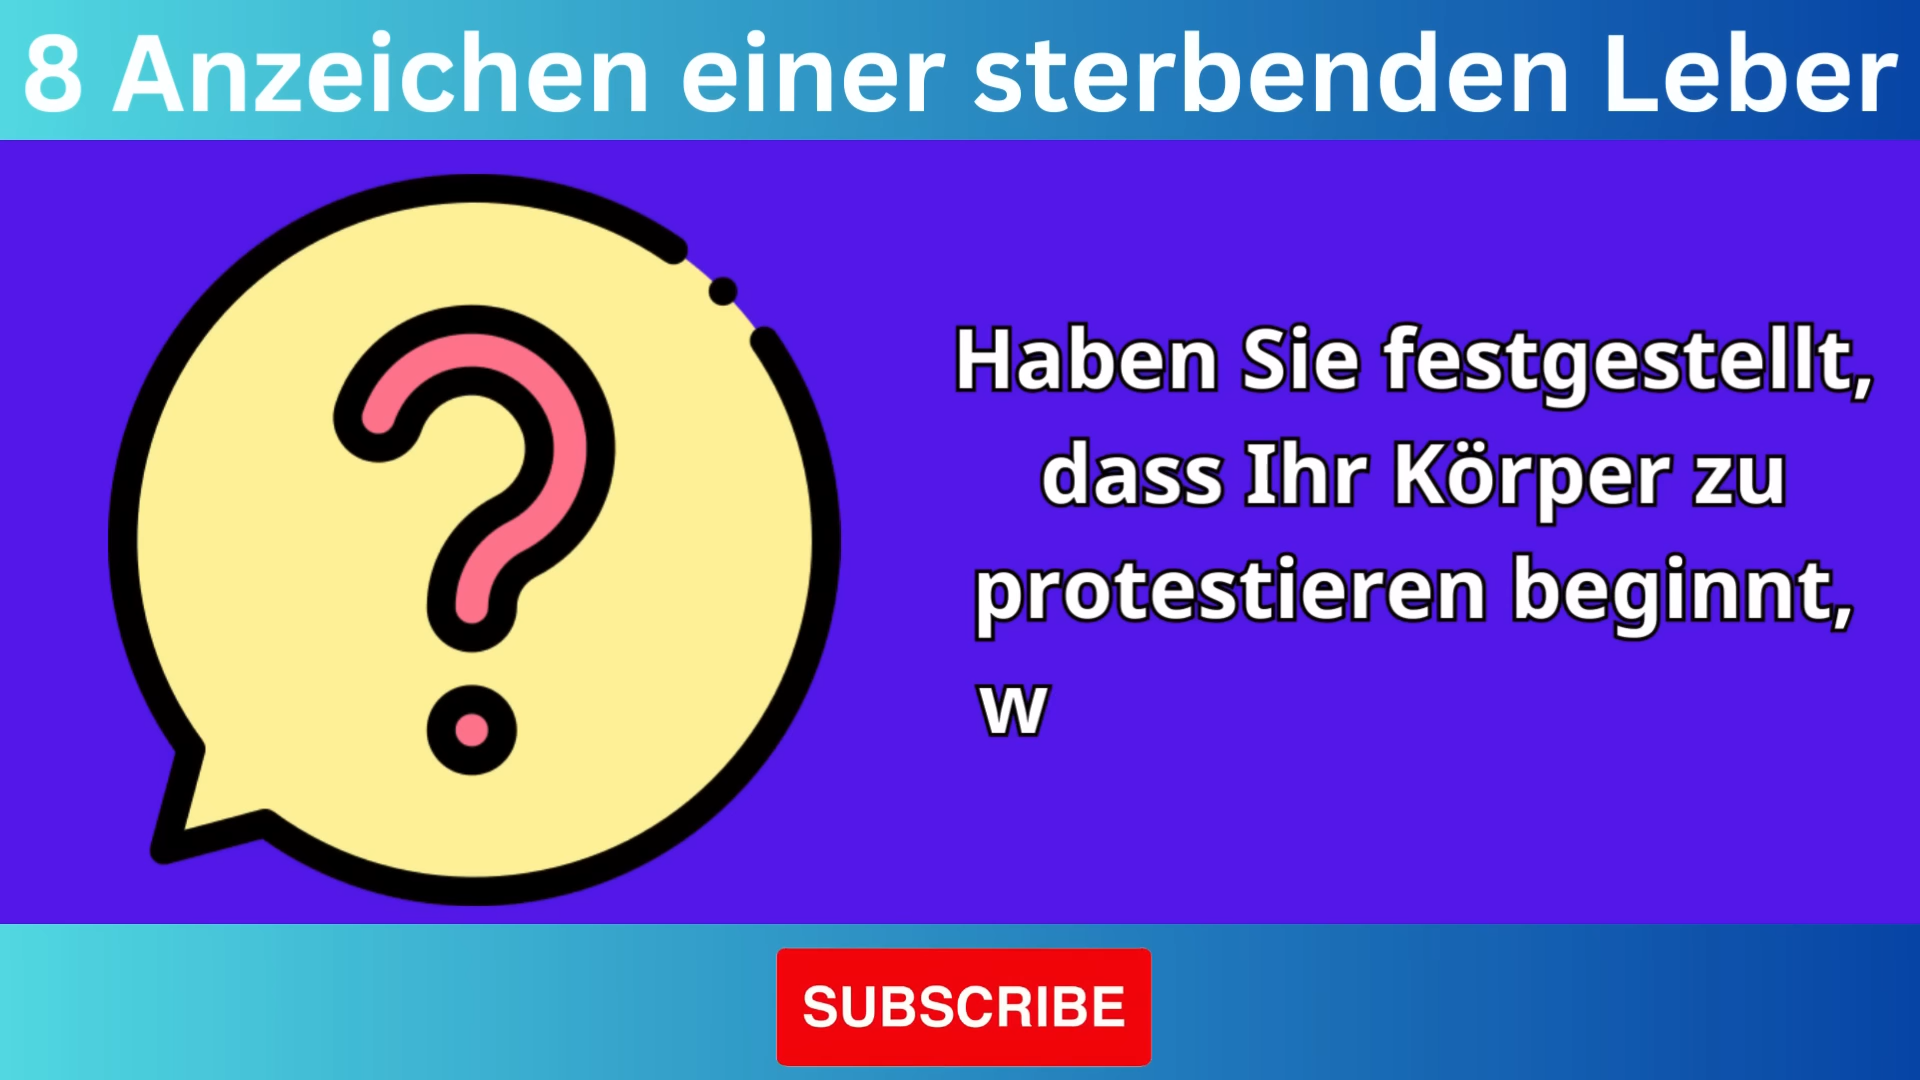 8 Anzeichen einer sterbenden Leber
Haben Sie festgestellt,
dass Ihr Körper zu
protestieren beginnt,
w
SUBSCRIBE